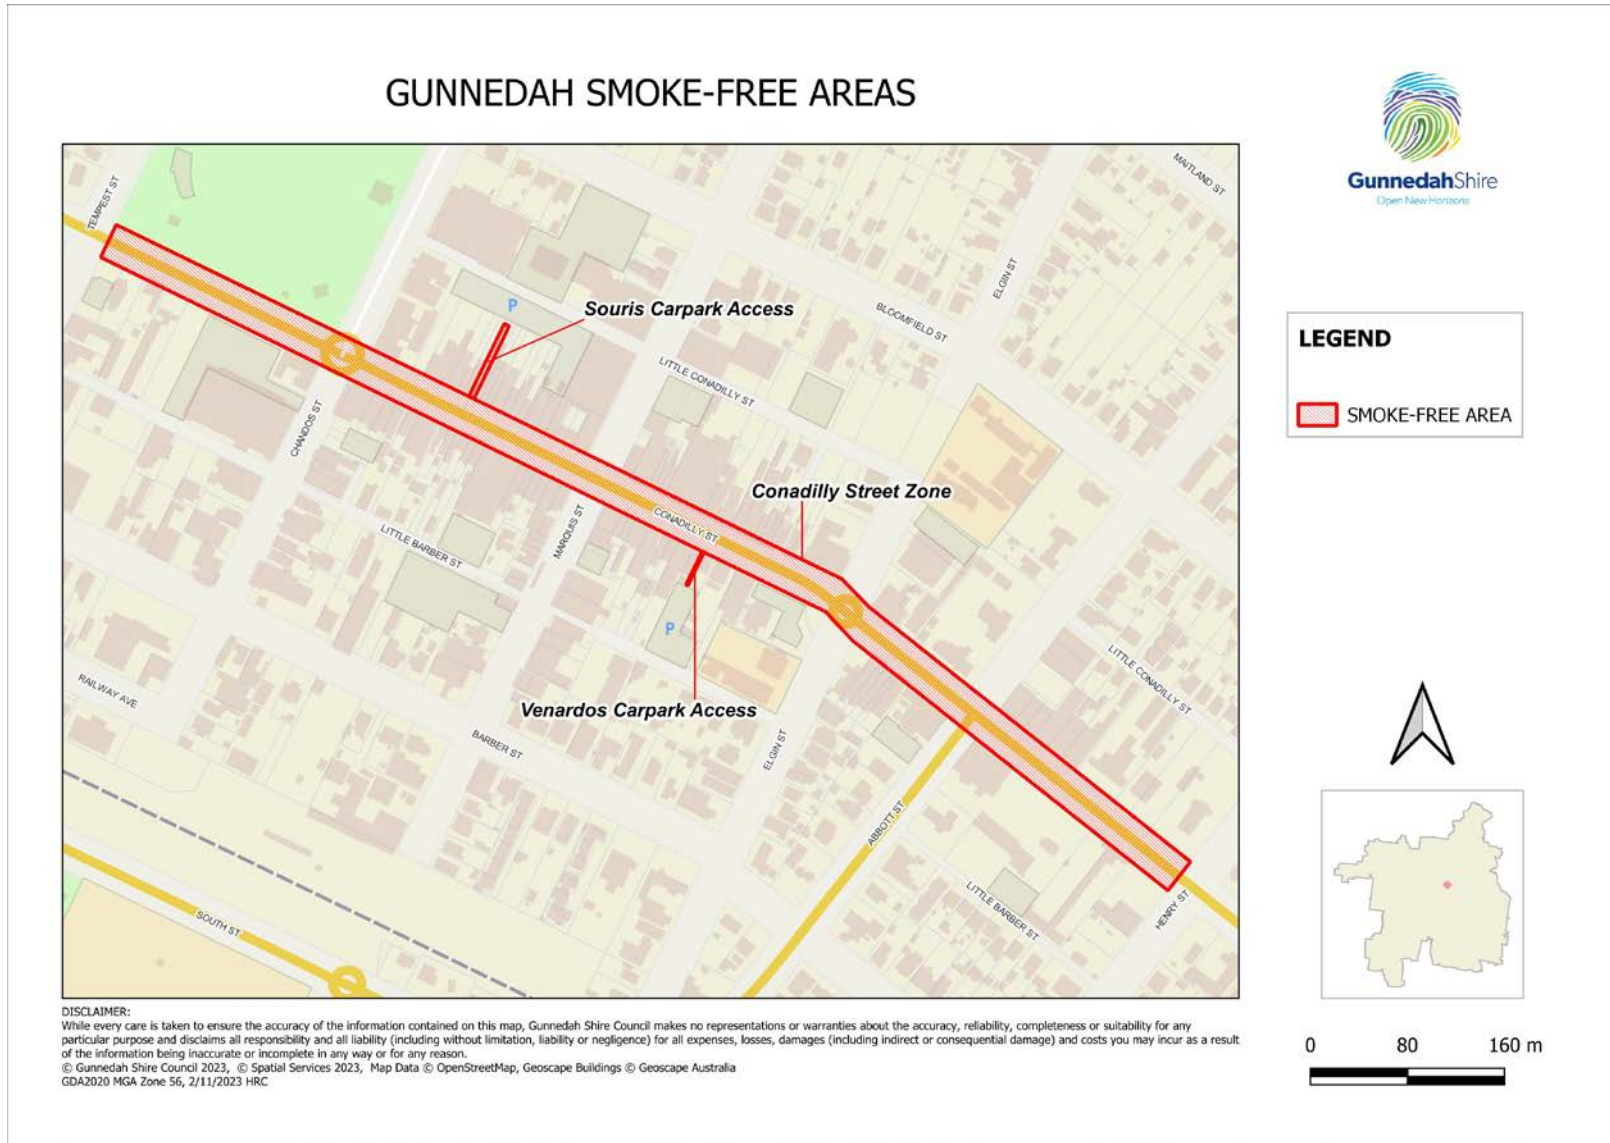 GUNNEDAH SMOKE-FREE AREAS
GunnedahShire
Open New Horizons
MAITLAND ST
TEMPEST ST
ELGIN ST
P
Souris Carpark Access
BLOOMFIELD ST
LEGEND
SMOKE-FREE AREA
LITTLE CONADILLY ST
CHANDOS ST
Conadilly Street Zone
CONADILLY ST
MARQUIS ST
LITTLE BARBER ST
P
LITTLE CONADILLY ST
RAILWAY AVE
Venardos Carpark Access
BARBER ST
ELGIN ST
ABBOTT ST
LITTLE BARBER ST
HENRY ST
SOUTH ST
DISCLAIMER:
While every care is taken to ensure the accuracy of the information contained on this map, Gunnedah Shire Council makes no representations or warranties about the accuracy, reliability, completeness or suitability for any
particular purpose and disclaims all responsibility and all liability (including without limitation, liability or negligence) for all expenses, losses, damages (including indirect or consequential damage) and costs you may incur as a result
of the information being inaccurate or incomplete in any way or for any reason.
© Gunnedah Shire Council 2023, © Spatial Services 2023, Map Data © OpenStreetMap, Geoscape Buildings © Geoscape Australia
GDA2020 MGA Zone 56, 2/11/2023 HRC
0 80 160 m